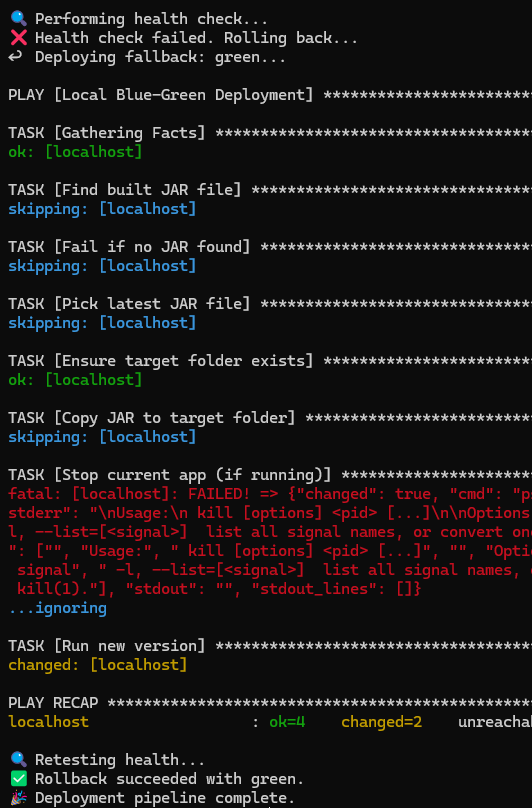 🔍 Performing health check...
❌ Health check failed. Rolling back...
↩ Deploying fallback: green...
PLAY [Local Blue-Green Deployment] ***********************
TASK [Gathering Facts] ***********************************
ok: [localhost]
TASK [Find built JAR file] *******************************
skipping: [localhost]
TASK [Fail if no JAR found] ******************************
skipping: [localhost]
TASK [Pick latest JAR file] ******************************
skipping: [localhost]
TASK [Ensure target folder exists] ***********************
ok: [localhost]
TASK [Copy JAR to target folder] *************************
skipping: [localhost]
TASK [Stop current app (if running)] *********************
fatal: [localhost]: FAILED! => {"changed": true, "cmd": "p
stderr": "\nUsage:\n kill [options] <pid> [...]\n\nOptions
l, --list=[<signal>]  list all signal names, or convert one
": ["", "Usage:", " kill [options] <pid> [...]", "", "Optio
 signal", " -l, --list=[<signal>]  list all signal names,
 kill(1)."], "stdout": "", "stdout_lines": []}
...ignoring
TASK [Run new version] ***********************************
changed: [localhost]
PLAY RECAP ***********************************************
localhost                  : ok=4    changed=2    unreachab
🔍 Retesting health...
✅ Rollback succeeded with green.
🎉 Deployment pipeline complete.